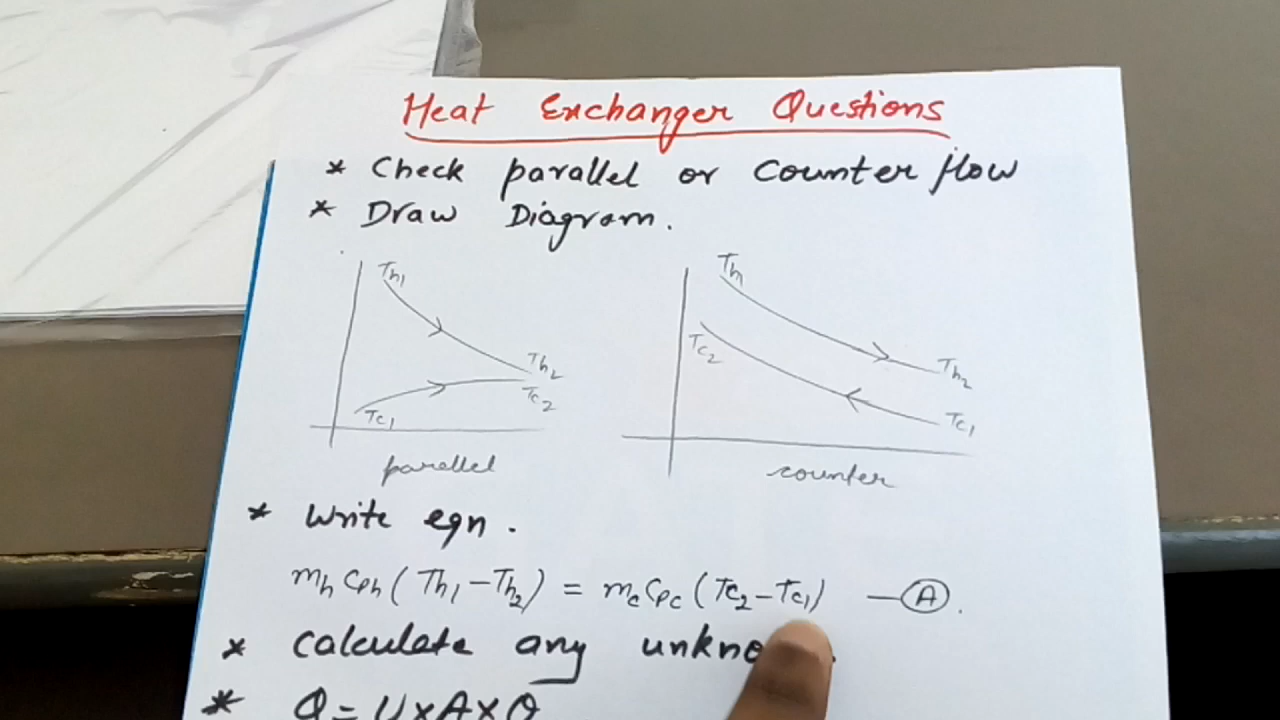 Heat Exchanger Questions
* Check parallel or counter flow
* Draw Diagram.
Th1
Th2
Tc2
Tc1
parallel
Th1
Tc2
Th2
Tc1
counter
* Write eqn.
mh Cph (Th1 - Th2) = mc Cpc (Tc2 - Tc1) — A.
* Calculate any
* Q = U x A x θ